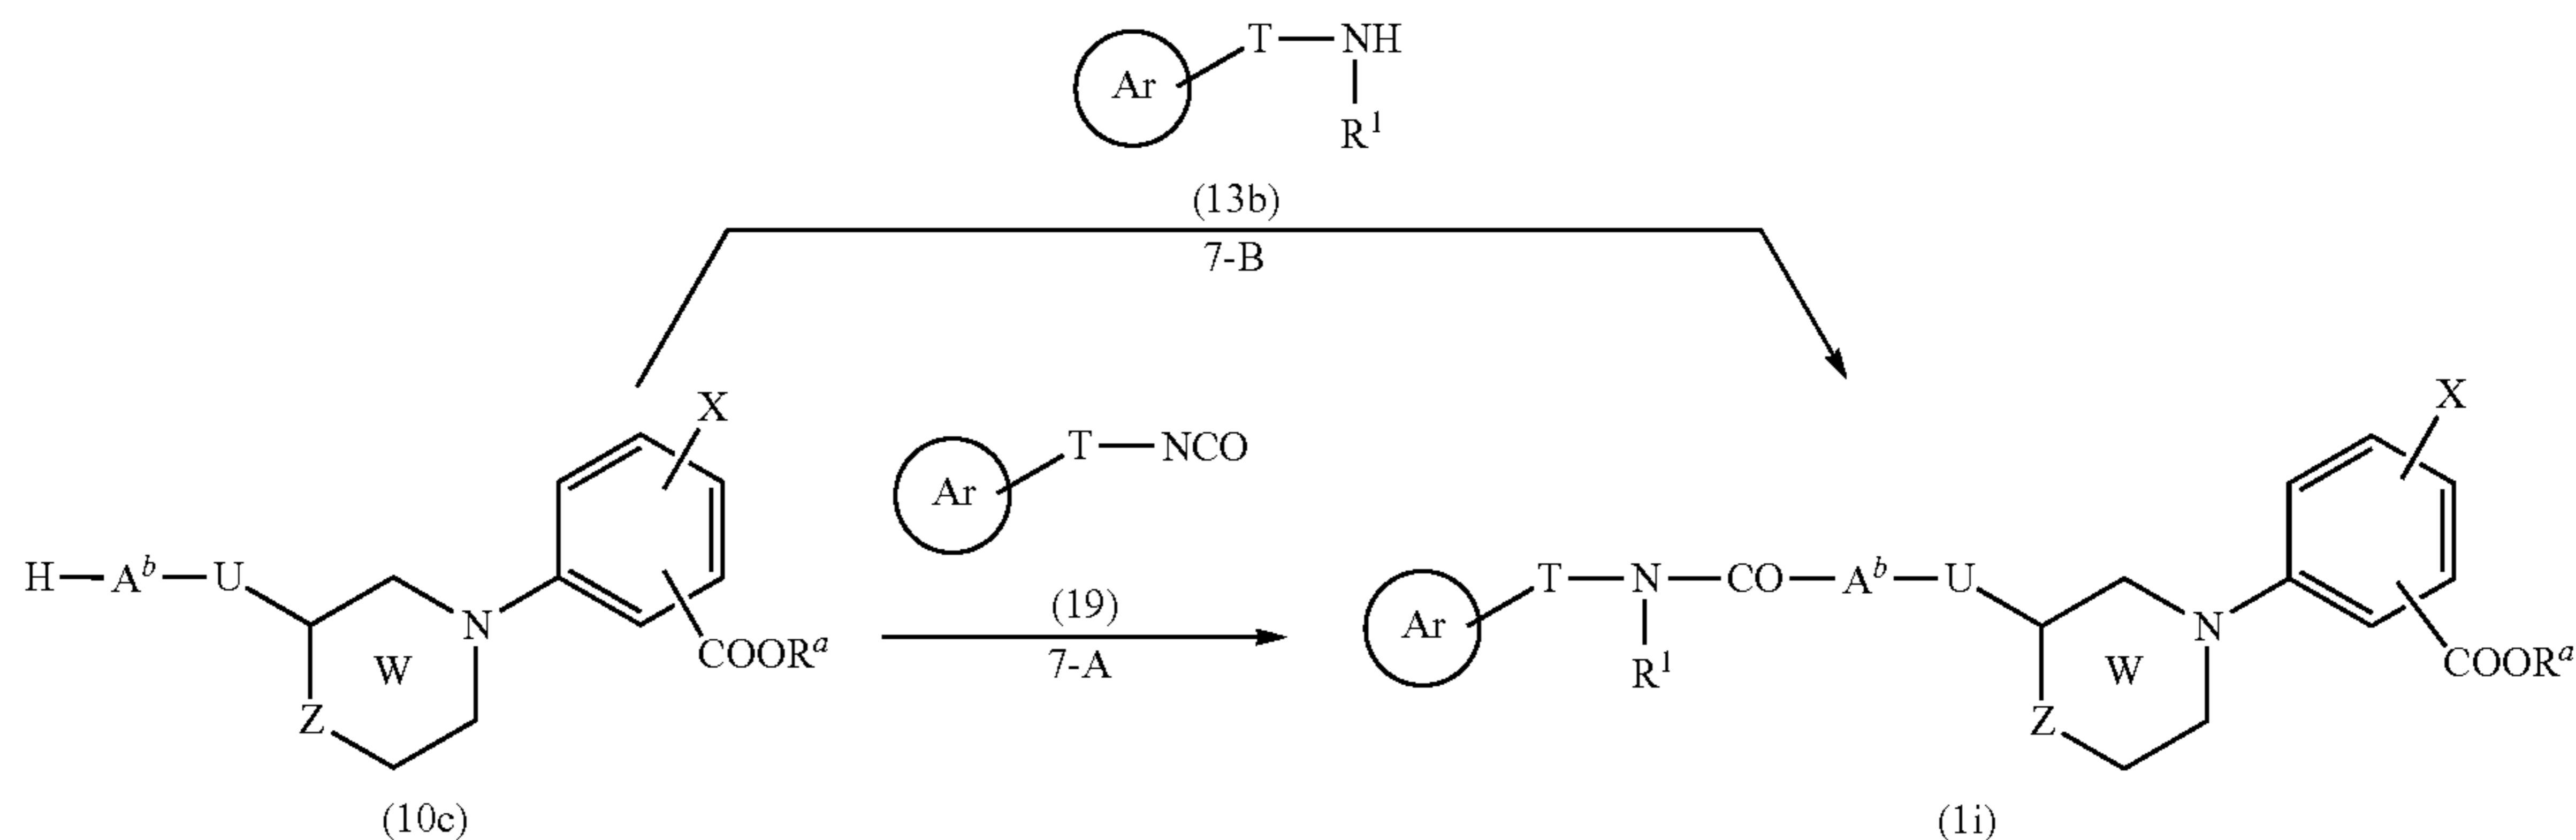 T—NH
Ar
R¹
(13b)
7-B
X
T—NCO
Ar
H—Aᵇ—U
N
W
Z
COORᵃ
(10c)
(19)
7-A
X
T—N—CO—Aᵇ—U
Ar
R¹
N
W
Z
COORᵃ
(1i)